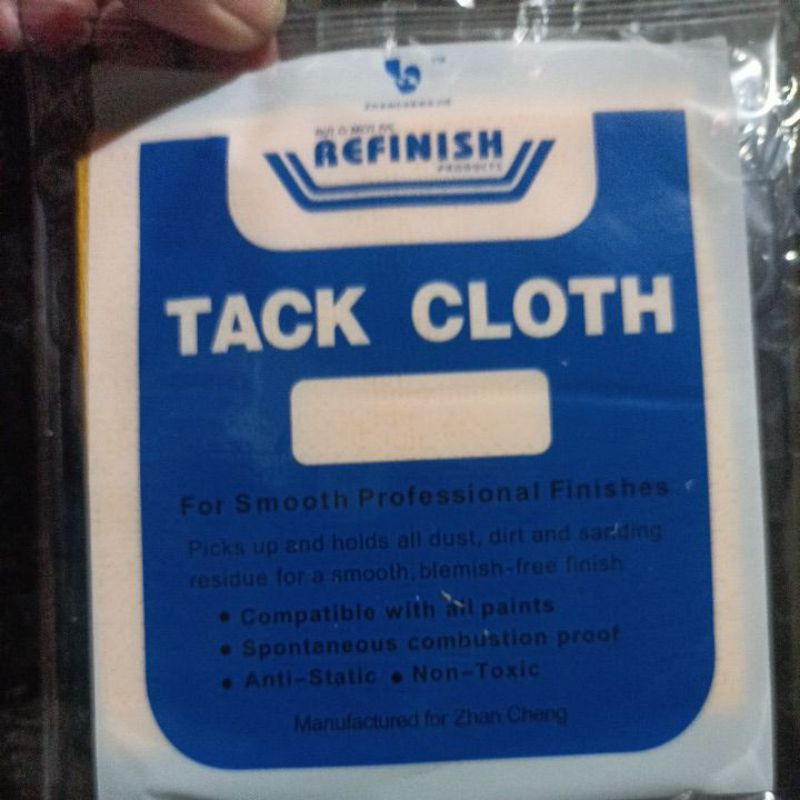 REFINISH
PRODUCTS
TACK CLOTH
For Smooth Professional Finishes
Picks up and holds all dust, dirt and sanding
residue for a smooth, blemish-free finish
• Compatible with all paints
• Spontaneous combustion proof
• Anti-Static • Non-Toxic
Manufactured for Zhan Cheng